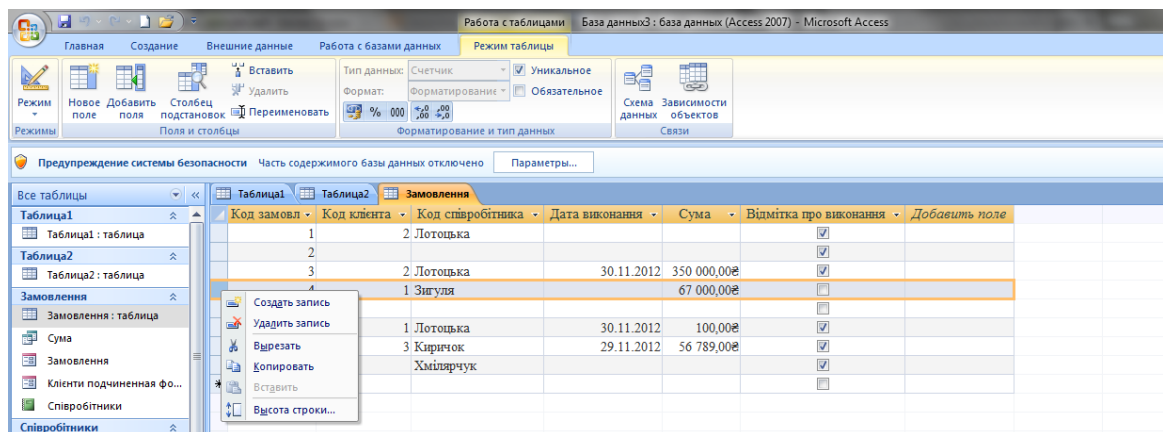 Работа с таблицами База данных3 : база данных (Access 2007) - Microsoft Access
Главная Создание Внешние данные Работа с базами данных Режим таблицы
Режим
Новое поле
Добавить поля
Столбец подстановок
Вставить
Удалить
Переименовать
Тип данных: Счетчик
Формат: Форматирование
% 000
Уникальное
Обязательное
Схема данных
Зависимости объектов
Режимы Поля и столбцы Форматирование и тип данных Связи
Предупреждение системы безопасности Часть содержимого базы данных отключено Параметры...
Все таблицы
Таблица1
Таблица1 : таблица
Таблица2
Таблица2 : таблица
Замовлення
Замовлення : таблица
Сума
Замовлення
Клієнти подчиненная фо...
Співробітники
Співробітники
Таблица1 Таблица2 Замовлення
Код замовл Код клієнта Код співробітника Дата виконання Сума Відмітка про виконання Добавить поле
1 2 Лотоцька
2
3 2 Лотоцька 30.11.2012 350 000,00₴
4 1 Зигуля 67 000,00₴
1 Лотоцька 30.11.2012 100,00₴
3 Киричок 29.11.2012 56 789,00₴
Хмілярчук
Создать запись
Удалить запись
Вырезать
Копировать
Вставить
Высота строки...